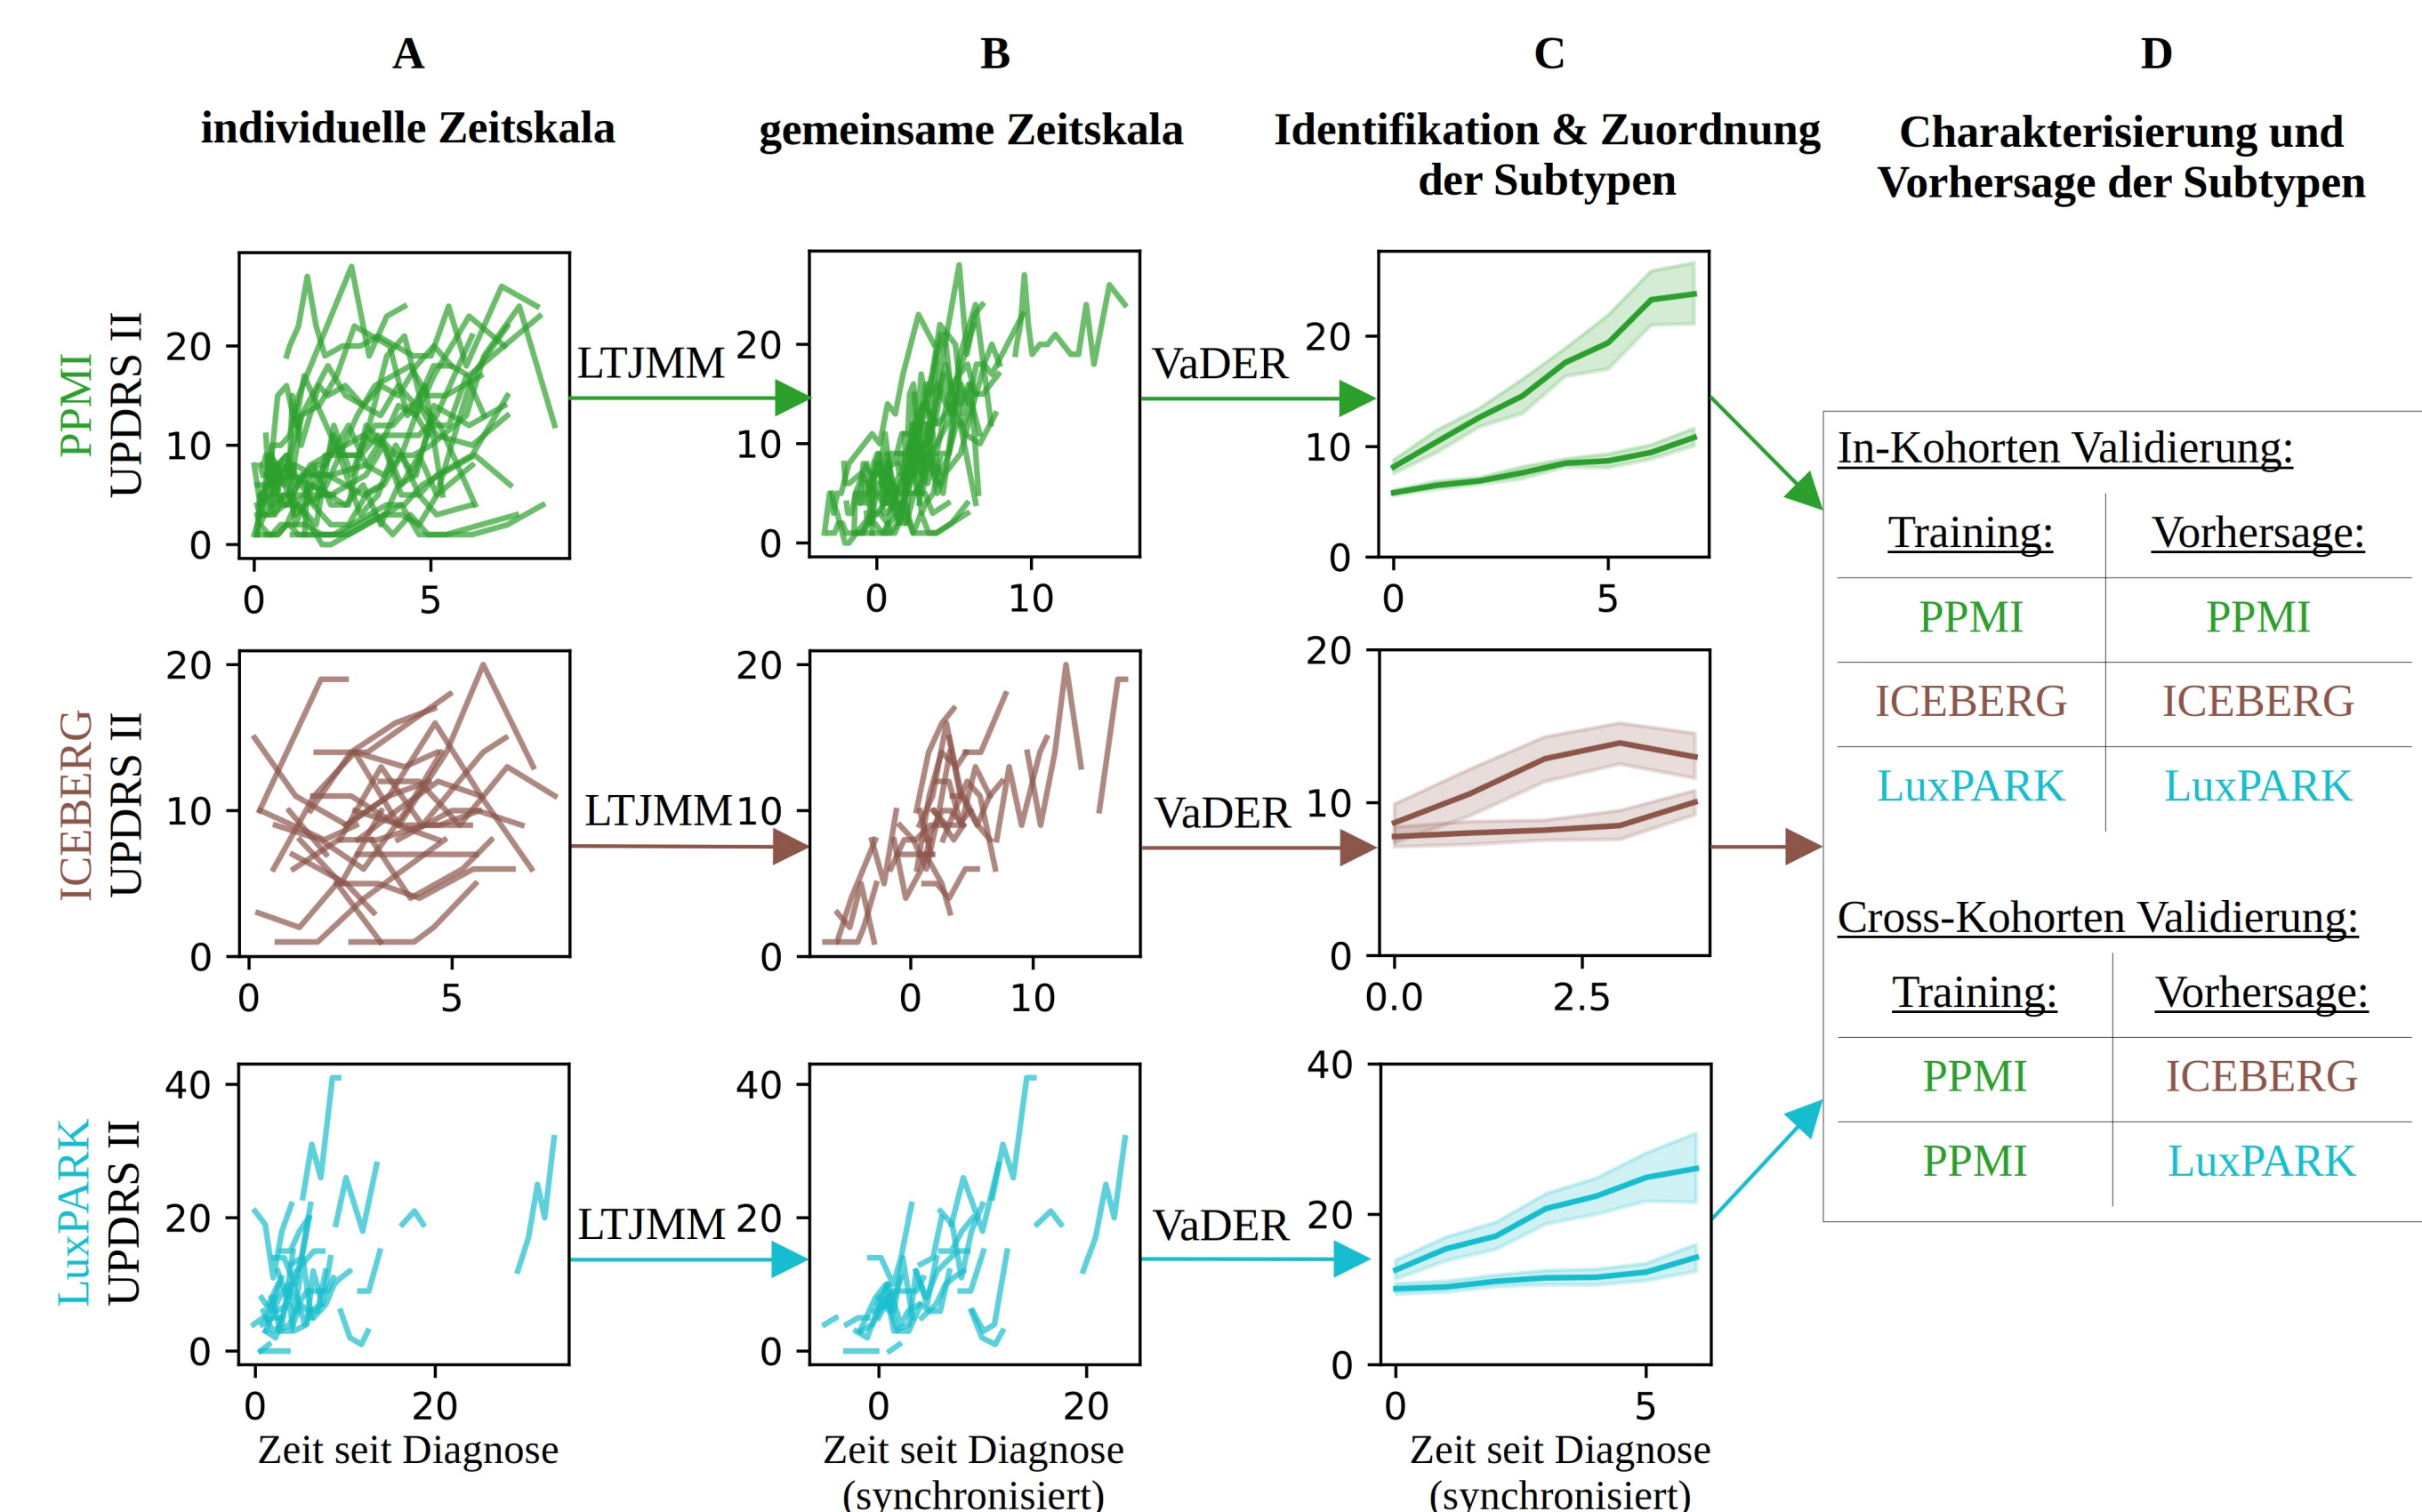 A
B
C
D
individuelle Zeitskala
gemeinsame Zeitskala
Identifikation & Zuordnung
der Subtypen
Charakterisierung und
Vorhersage der Subtypen
PPMI
UPDRS II
20
10
0
0
5
LTJMM
20
10
0
0
10
VaDER
20
10
0
0
5
ICEBERG
UPDRS II
20
10
0
0
5
LTJMM
20
10
0
0
10
VaDER
20
10
0
0.0
2.5
LuxPARK
UPDRS II
40
20
0
0
20
Zeit seit Diagnose
LTJMM
40
20
0
0
20
Zeit seit Diagnose
(synchronisiert)
VaDER
40
20
0
0
5
Zeit seit Diagnose
(synchronisiert)
In-Kohorten Validierung:
Training: Vorhersage:
PPMI PPMI
ICEBERG ICEBERG
LuxPARK LuxPARK
Cross-Kohorten Validierung:
Training: Vorhersage:
PPMI ICEBERG
PPMI LuxPARK